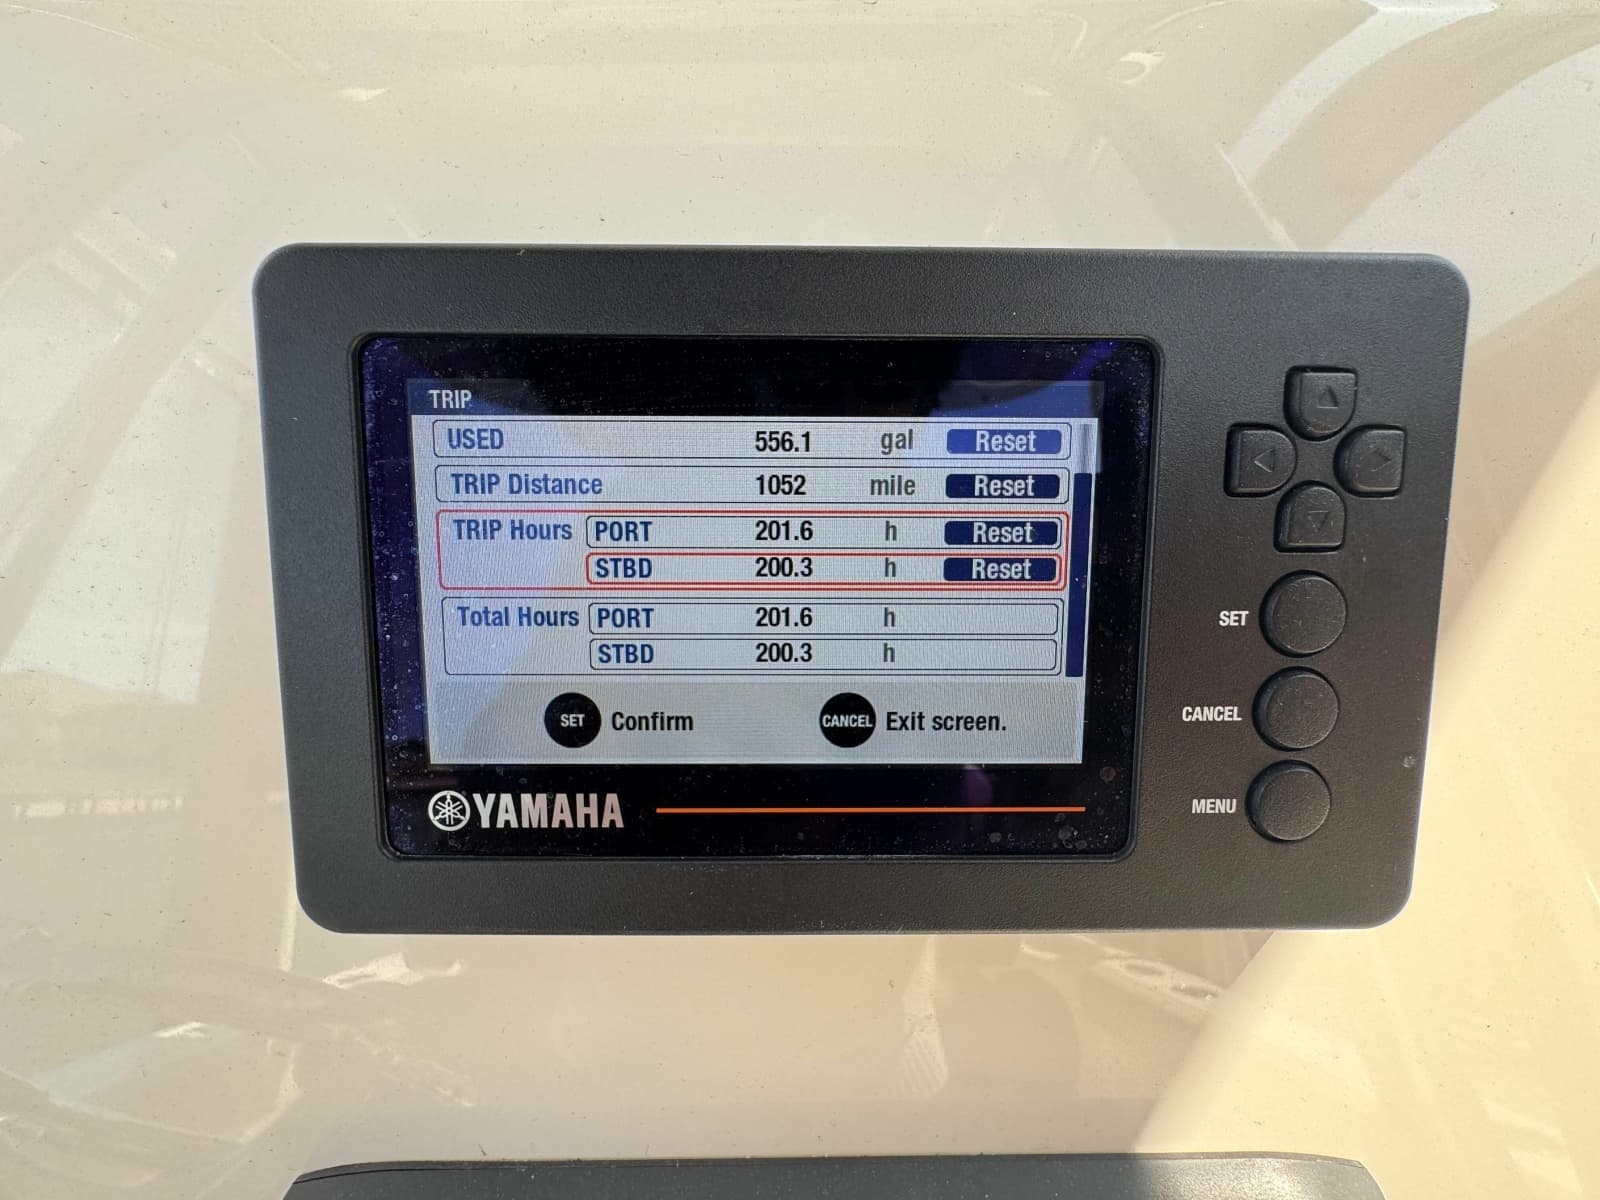 TRIP
USED 556.1 gal Reset
TRIP Distance 1052 mile Reset
TRIP Hours PORT 201.6 h Reset
STBD 200.3 h Reset
Total Hours PORT 201.6 h
STBD 200.3 h
SET Confirm CANCEL Exit screen.
YAMAHA
SET
CANCEL
MENU